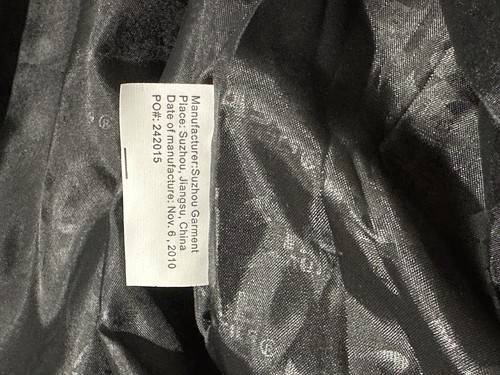 Manufacturer:Suzhou Garment
Place: Suzhou, Jiangsu, China
Date of manufacture: Nov. 6 , 2010
PO#: 242015